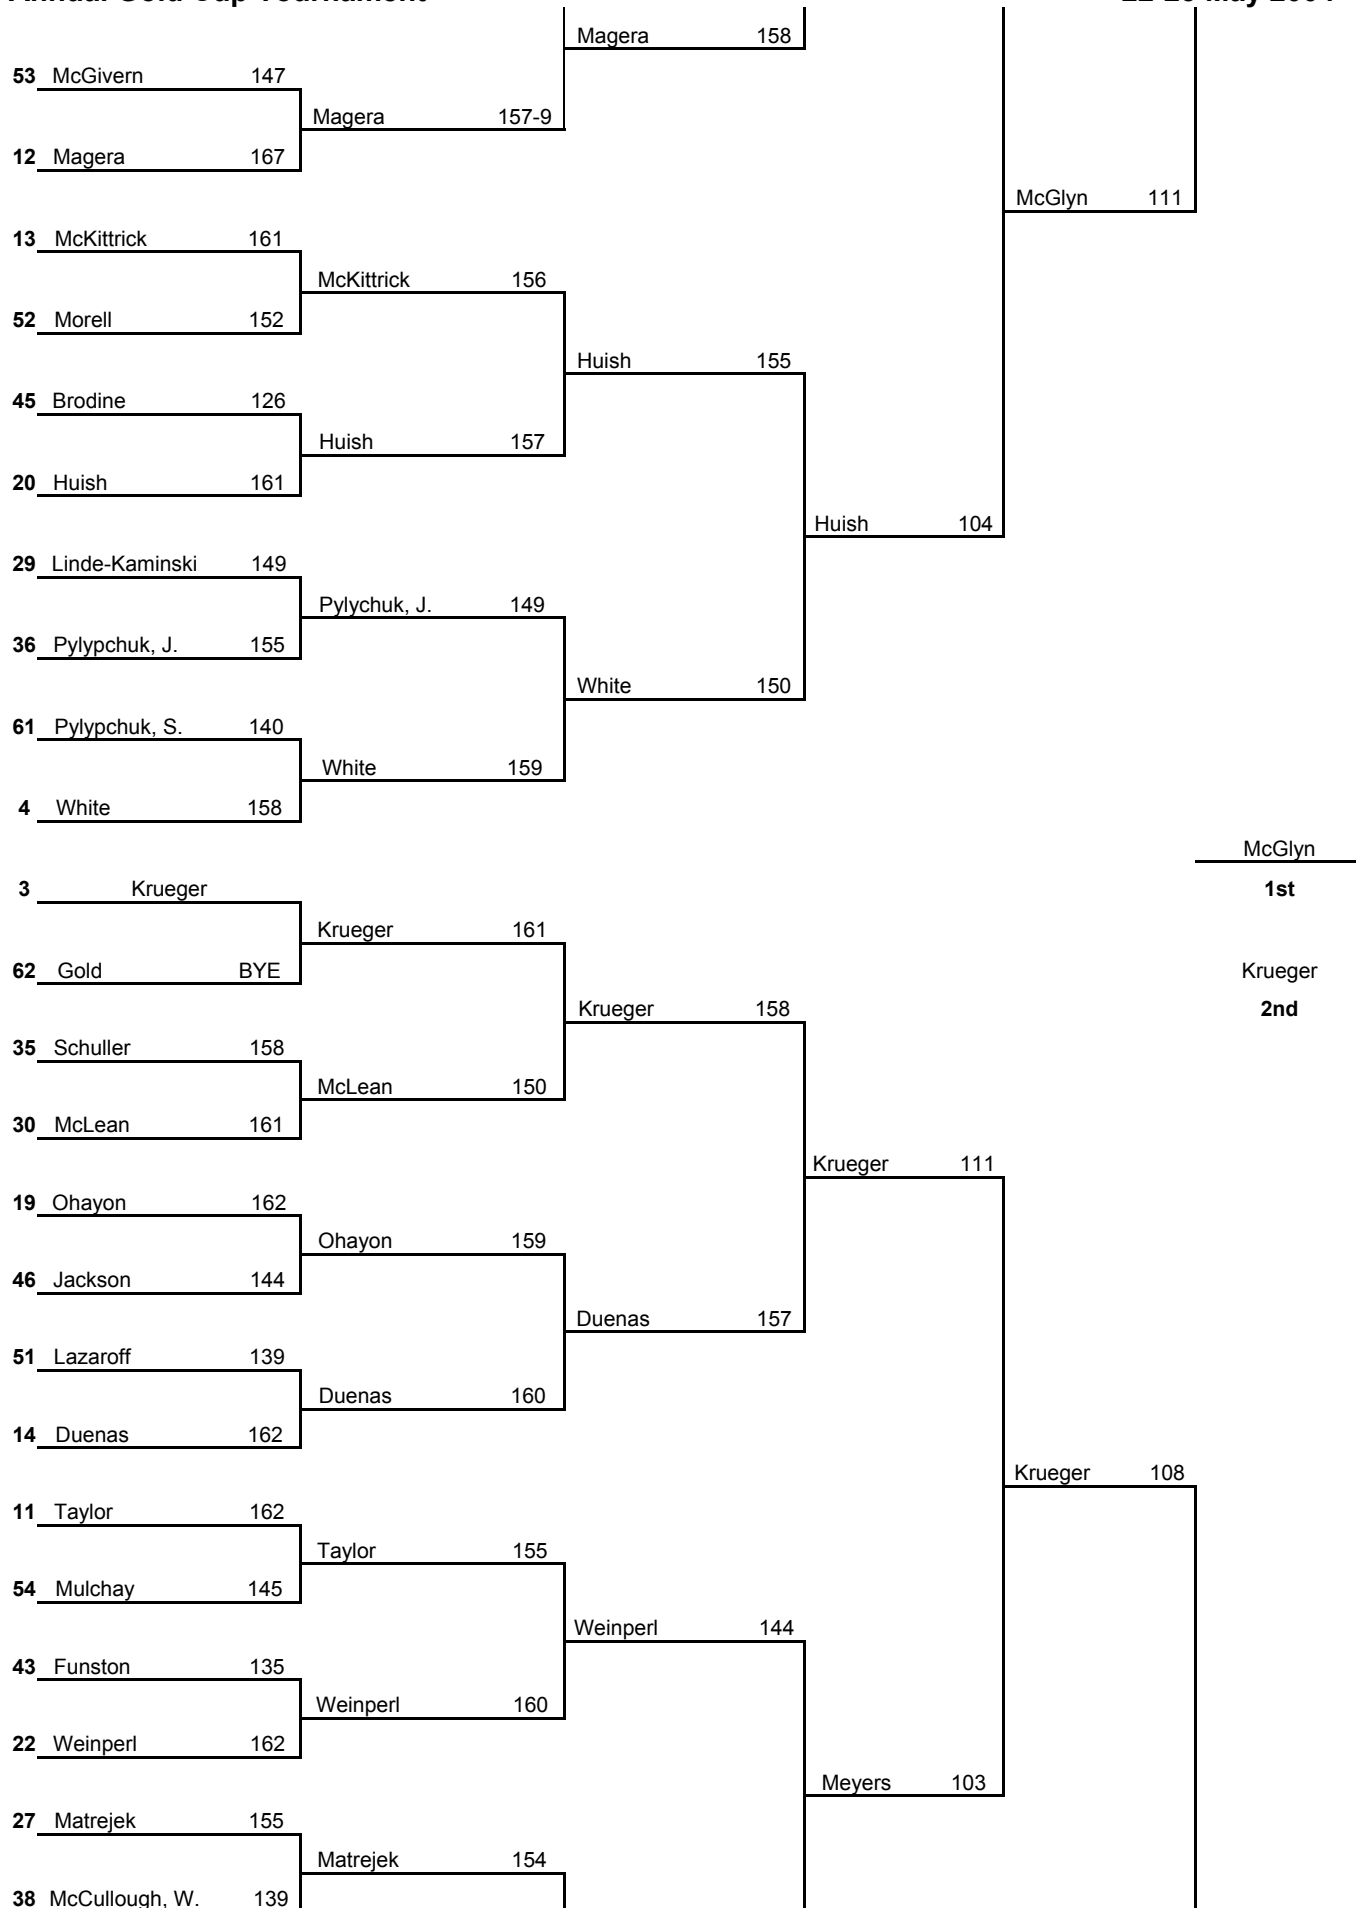 Magera 158
53 McGivern 147
Magera 157-9
12 Magera 167
McGlyn 111
13 McKittrick 161
McKittrick 156
52 Morell 152
Huish 155
45 Brodine 126
Huish 157
20 Huish 161
Huish 104
29 Linde-Kaminski 149
Pylychuk, J. 149
36 Pylypchuk, J. 155
White 150
61 Pylypchuk, S. 140
White 159
4 White 158
McGlyn
3 Krueger
1st
Krueger 161
62 Gold BYE
Krueger
Krueger 158
2nd
35 Schuller 158
McLean 150
30 McLean 161
Krueger 111
19 Ohayon 162
Ohayon 159
46 Jackson 144
Duenas 157
51 Lazaroff 139
Duenas 160
14 Duenas 162
Krueger 108
11 Taylor 162
Taylor 155
54 Mulchay 145
Weinperl 144
43 Funston 135
Weinperl 160
22 Weinperl 162
Meyers 103
27 Matrejek 155
Matrejek 154
38 McCullough, W. 139